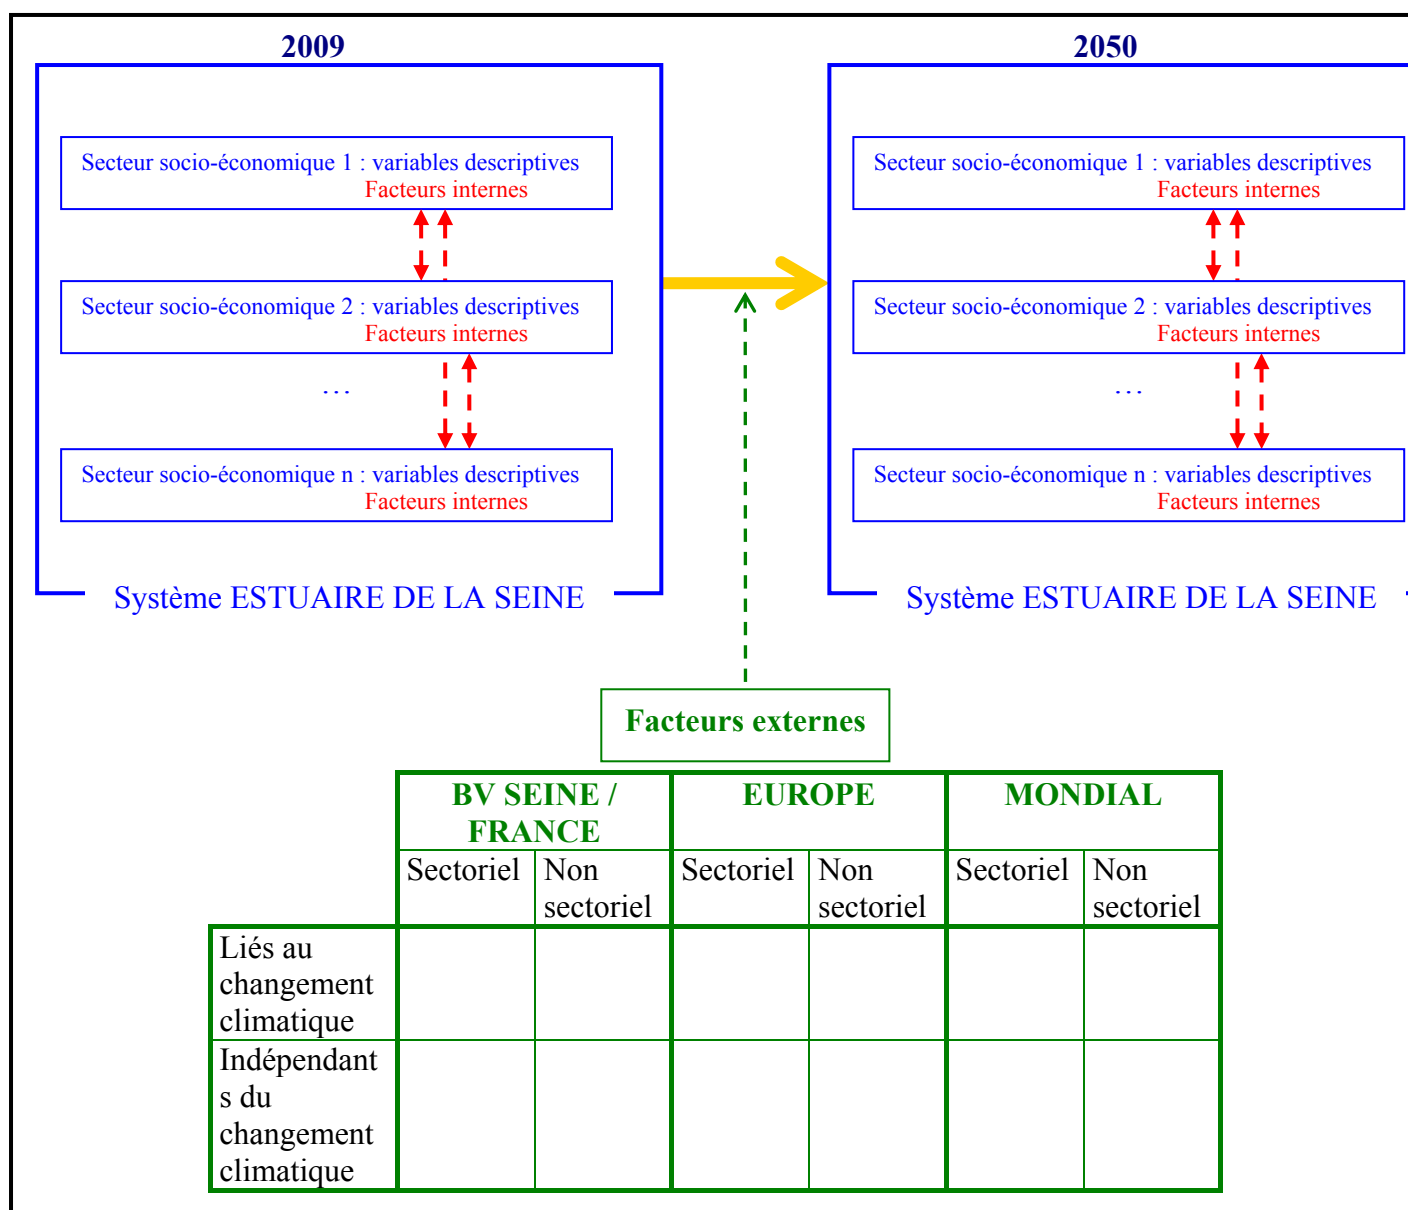 2009
Secteur socio-économique 1 : variables descriptives
Facteurs internes
Secteur socio-économique 2 : variables descriptives
Facteurs internes
…
Secteur socio-économique n : variables descriptives
Facteurs internes
Système ESTUAIRE DE LA SEINE
2050
Secteur socio-économique 1 : variables descriptives
Facteurs internes
Secteur socio-économique 2 : variables descriptives
Facteurs internes
…
Secteur socio-économique n : variables descriptives
Facteurs internes
Système ESTUAIRE DE LA SEINE
Facteurs externes
BV SEINE /
FRANCE
EUROPE
MONDIAL
Sectoriel
Non
sectoriel
Sectoriel
Non
sectoriel
Sectoriel
Non
sectoriel
Liés au
changement
climatique
Indépendant
s du
changement
climatique